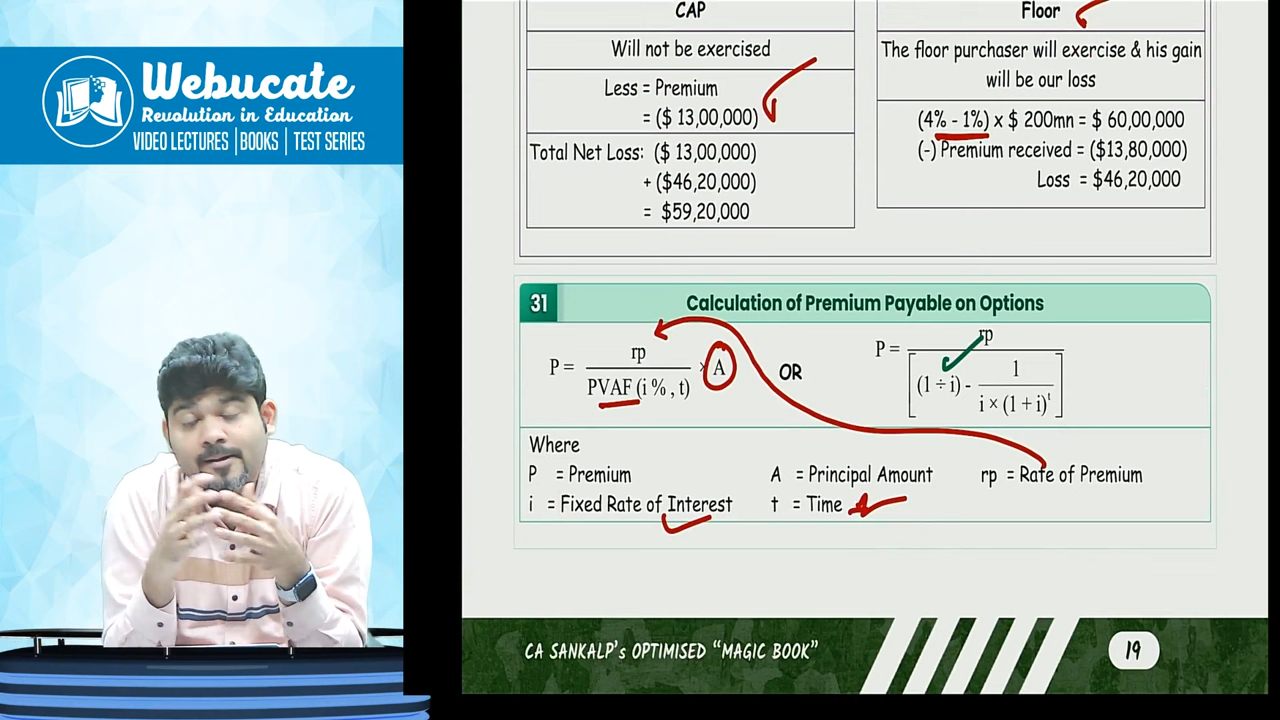 Webucate
Revolution in Education
VIDEO LECTURES | BOOKS | TEST SERIES
CAP
Will not be exercised
Less = Premium
= ($ 13,00,000)
Total Net Loss: ($ 13,00,000)
+ ($46,20,000)
= $59,20,000
Floor
The floor purchaser will exercise & his gain
will be our loss
(4% - 1%) x $ 200mn = $ 60,00,000
(-) Premium received = ($13,80,000)
Loss = $46,20,000
31 Calculation of Premium Payable on Options
P = rp / PVAF (i %, t) × A OR P = rp / [(1 ÷ i) - 1 / i × (1 + i)^t]
Where
P = Premium A = Principal Amount rp = Rate of Premium
i = Fixed Rate of Interest t = Time
CA SANKALP's OPTIMISED "MAGIC BOOK" 19